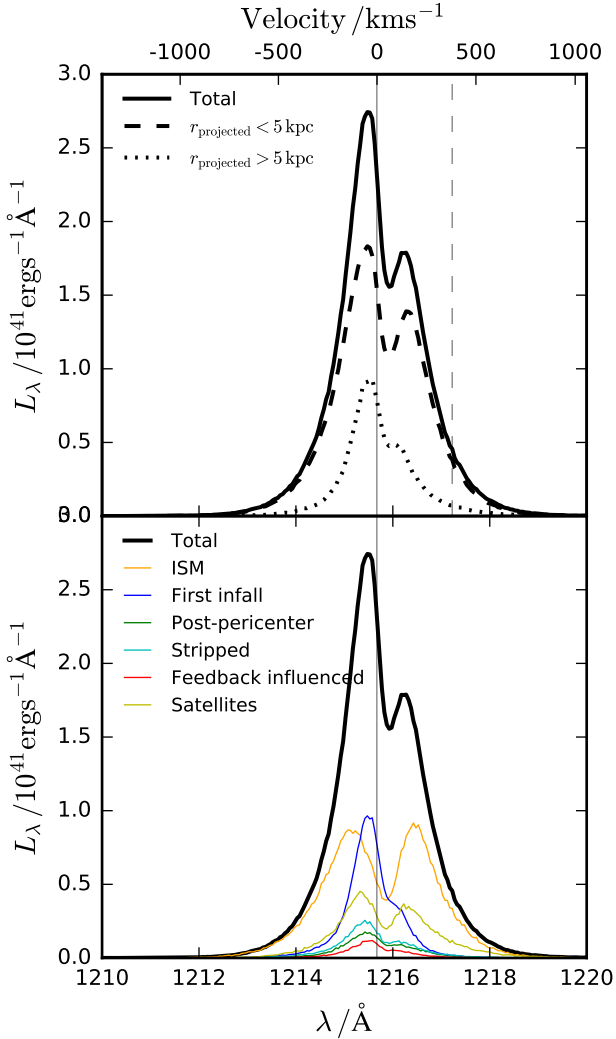 Velocity /kms⁻¹
-1000 -500 0 500 1000
3.0
2.5
2.0
1.5
1.0
0.5
0.0
L_λ /10⁴¹ergs⁻¹Å⁻¹
Total
r_projected < 5 kpc
r_projected > 5 kpc
3.0
2.5
2.0
1.5
1.0
0.5
0.0
L_λ /10⁴¹ergs⁻¹Å⁻¹
Total
ISM
First infall
Post-pericenter
Stripped
Feedback influenced
Satellites
1210 1212 1214 1216 1218 1220
λ /Å